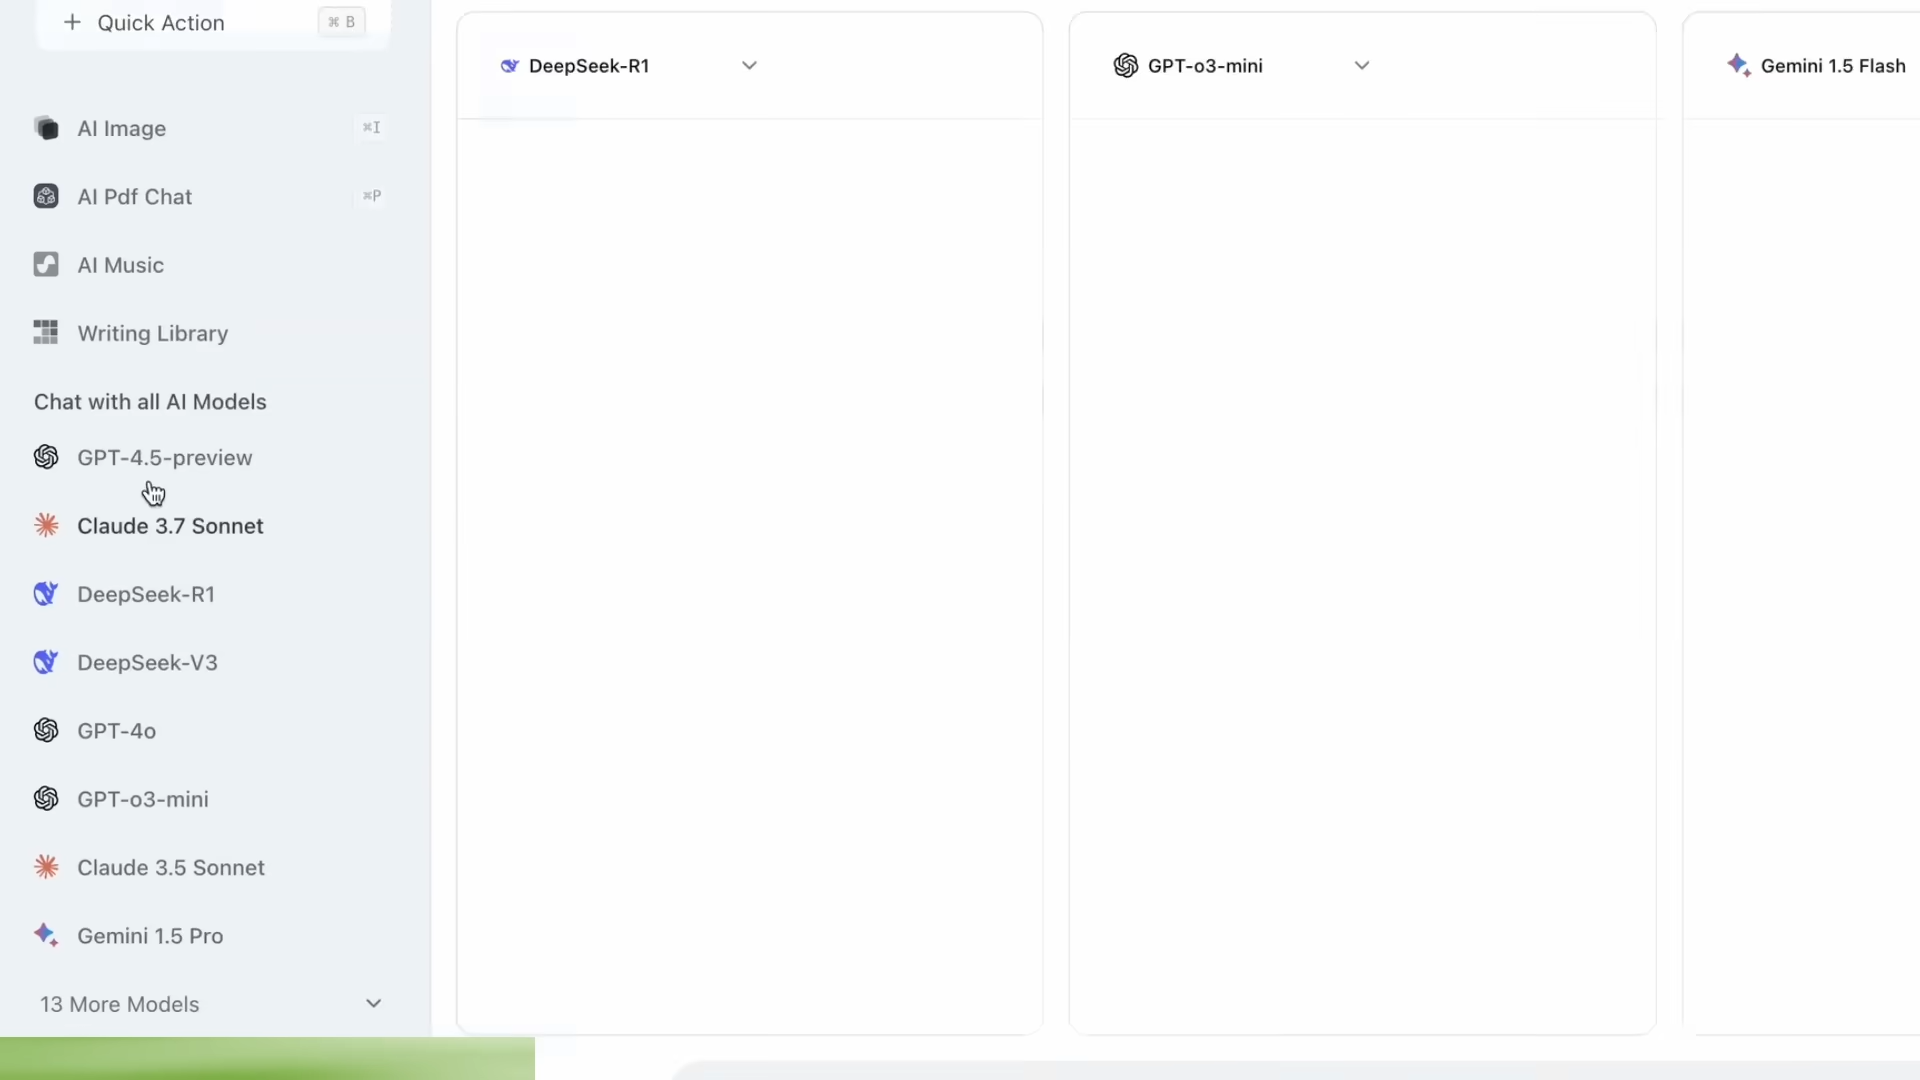 Quick Action
⌘ B
AI Image
⌘I
AI Pdf Chat
⌘P
AI Music
Writing Library
Chat with all AI Models
GPT-4.5-preview
Claude 3.7 Sonnet
DeepSeek-R1
DeepSeek-V3
GPT-4o
GPT-o3-mini
Claude 3.5 Sonnet
Gemini 1.5 Pro
13 More Models
DeepSeek-R1
GPT-o3-mini
Gemini 1.5 Flash